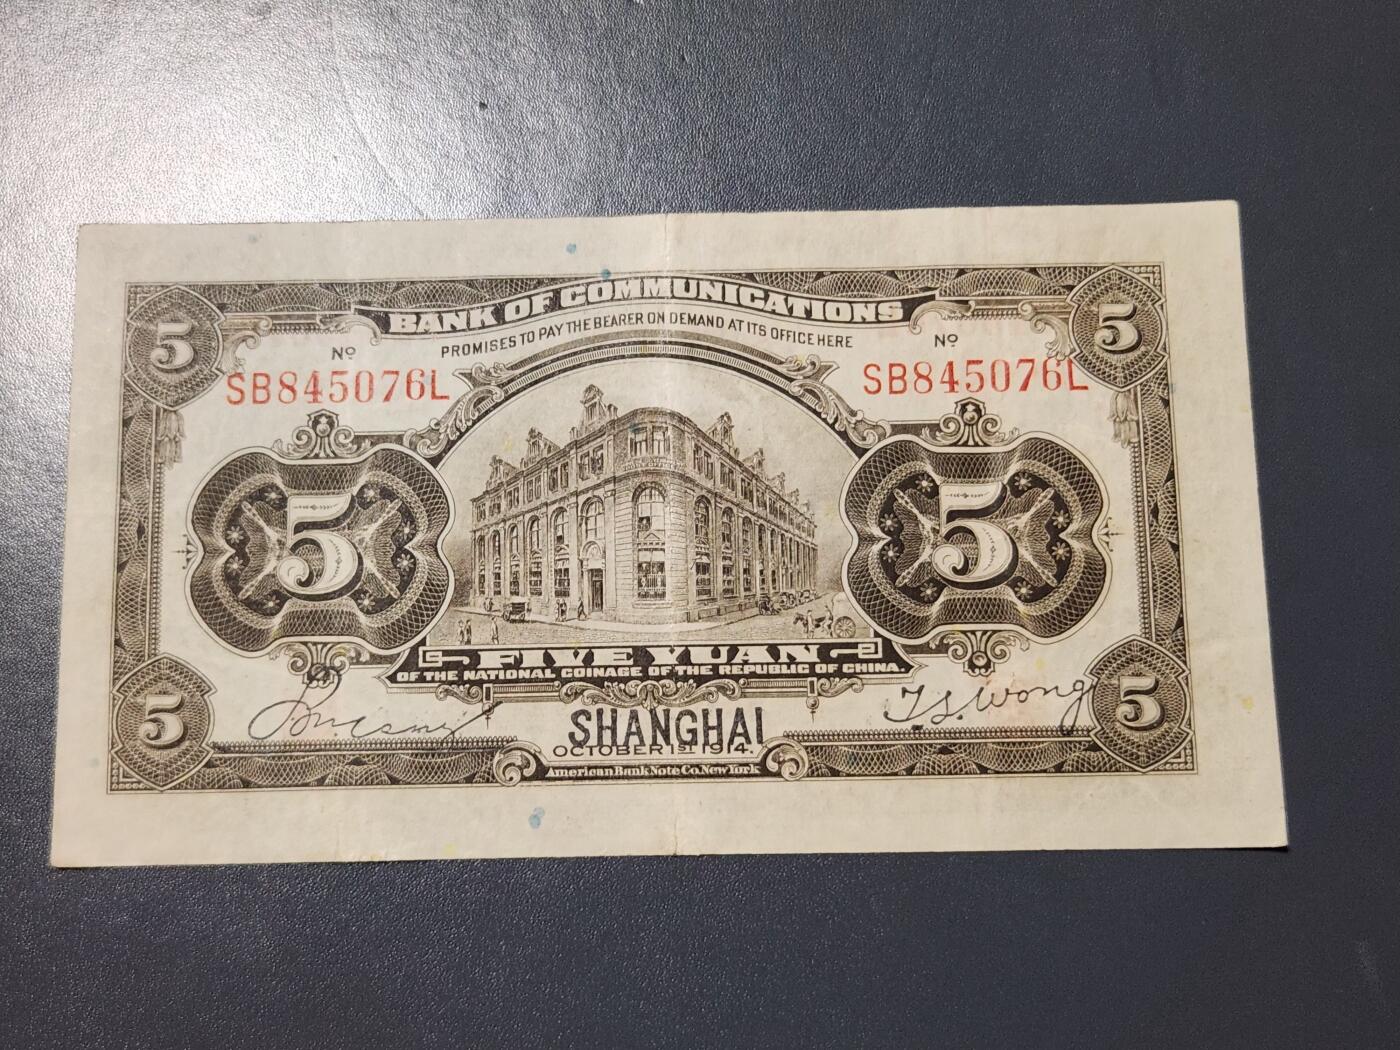 BANK OF COMMUNICATIONS
PROMISES TO PAY THE BEARER ON DEMAND AT ITS OFFICE HERE
5 5
Nº Nº
SB845076L SB845076L
5 5
FIVE YUAN
OF THE NATIONAL COINAGE OF THE REPUBLIC OF CHINA.
5 5
T.S. Wong
SHANGHAI
OCTOBER 1ST 1914.
American Bank Note Co. New York